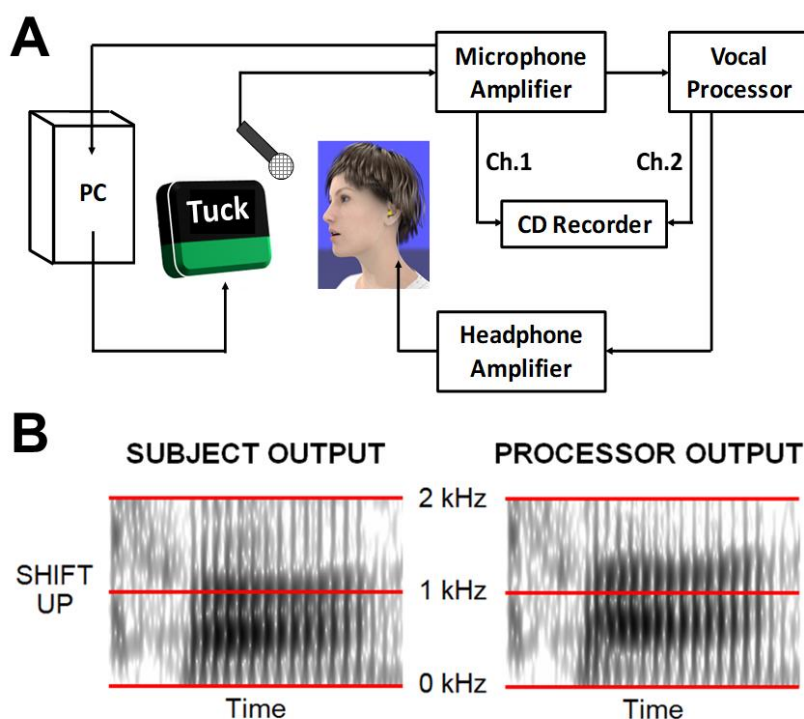 A
Microphone
Amplifier
Vocal
Processor
PC
Tuck
Ch.1
Ch.2
CD Recorder
Headphone
Amplifier
B
SUBJECT OUTPUT
PROCESSOR OUTPUT
SHIFT
UP
2 kHz
1 kHz
0 kHz
Time
Time